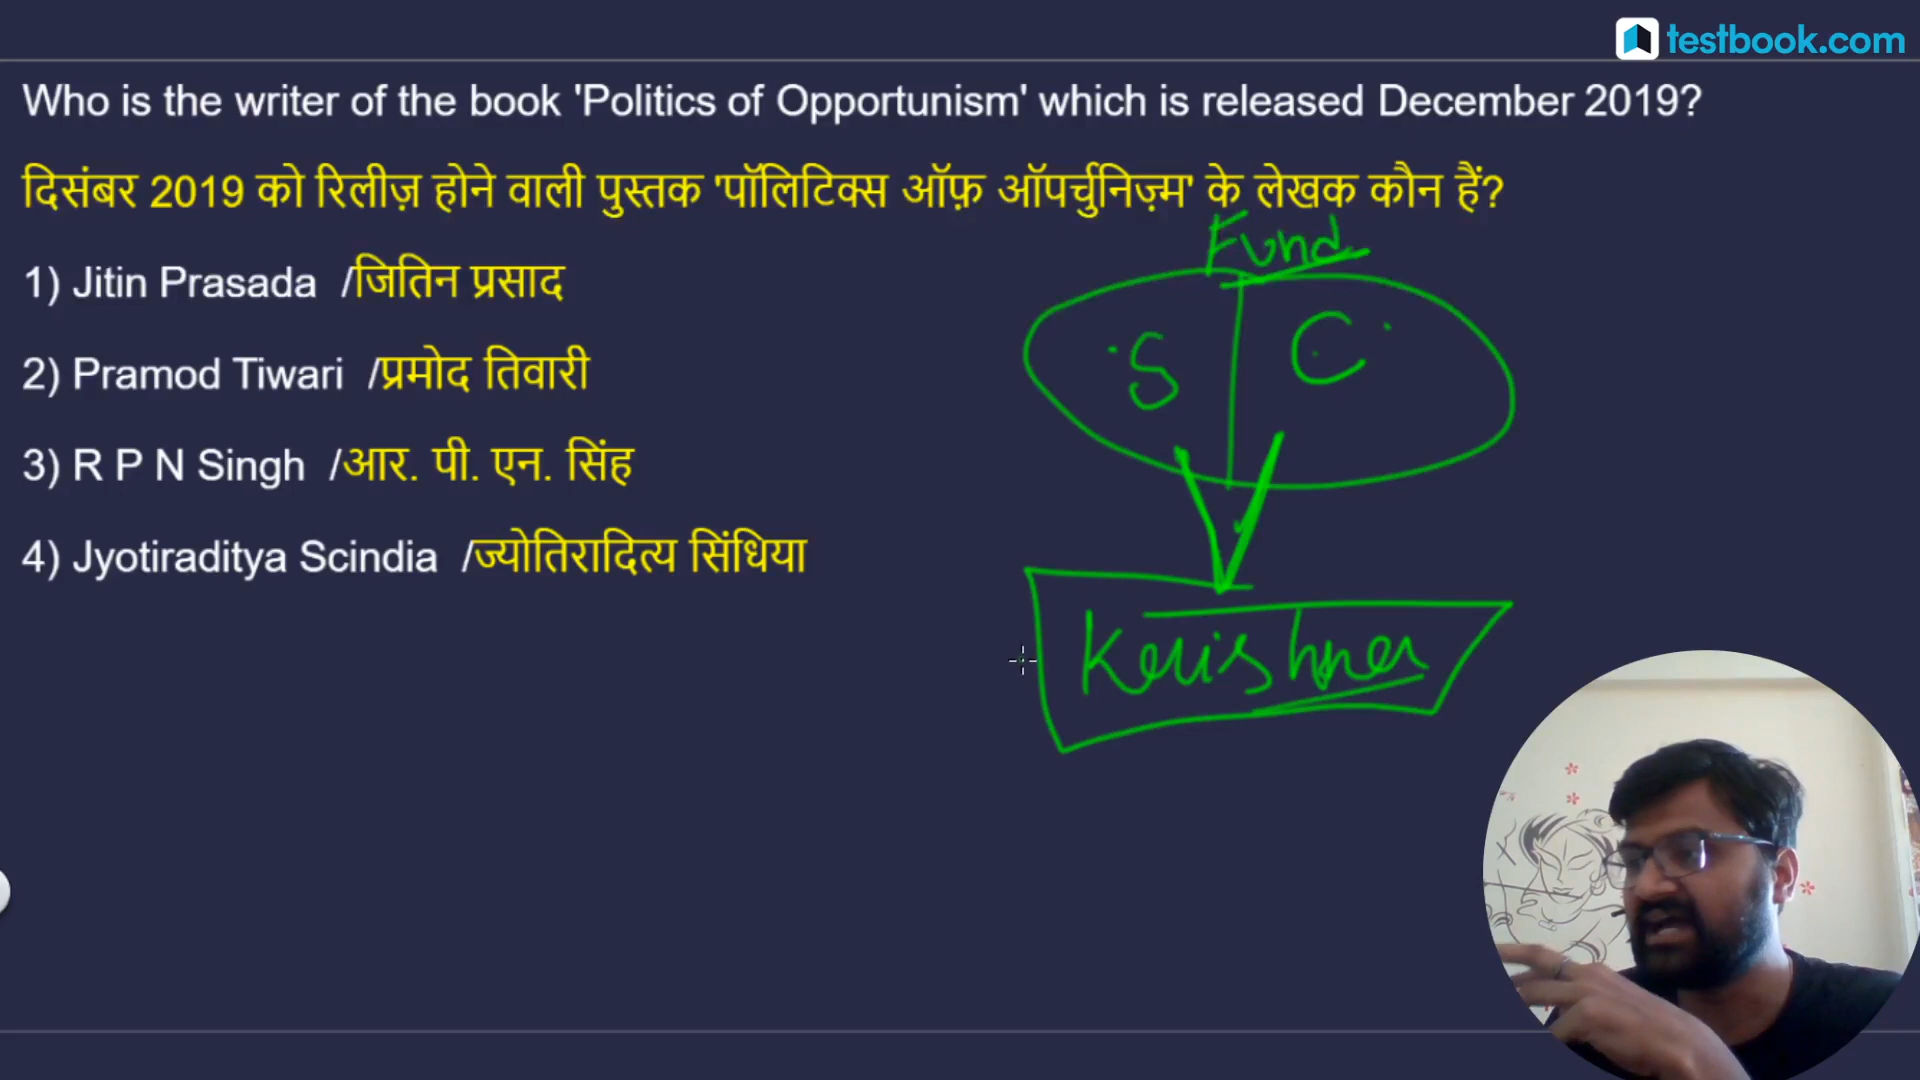 testbook.com
Who is the writer of the book 'Politics of Opportunism' which is released December 2019?
दिसंबर 2019 को रिलीज़ होने वाली पुस्तक 'पॉलिटिक्स ऑफ़ ऑपर्चुनिज़्म' के लेखक कौन हैं?
Fund
1) Jitin Prasada /जितिन प्रसाद
S C
2) Pramod Tiwari /प्रमोद तिवारी
3) R P N Singh /आर. पी. एन. सिंह
4) Jyotiraditya Scindia /ज्योतिरादित्य सिंधिया